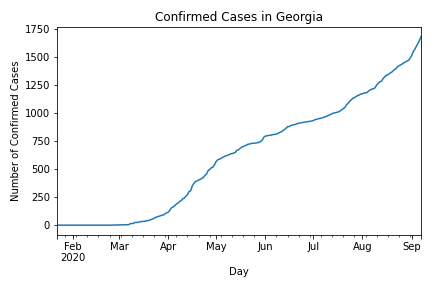 Confirmed Cases in Georgia
Number of Confirmed Cases
1750
1500
1250
1000
750
500
250
0
Feb Mar Apr May Jun Jul Aug Sep
2020
Day